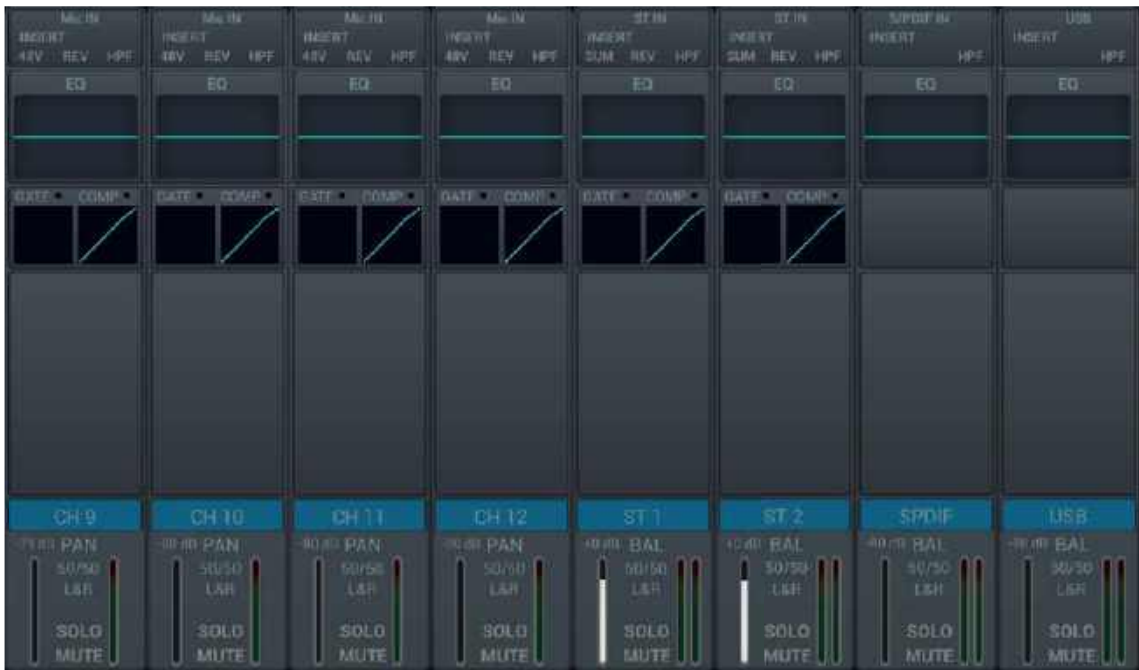 Mic IN Mic IN Mic IN Mic IN ST IN ST IN S/PDIF IN USB
INSERT INSERT INSERT INSERT INSERT INSERT INSERT INSERT
48V REV HPF 48V REV HPF 48V REV HPF 48V REV HPF SUM REV HPF SUM REV HPF HPF HPF
EQ EQ EQ EQ EQ EQ EQ EQ
GATE COMP GATE COMP GATE COMP GATE COMP GATE COMP GATE COMP
CH 9 CH 10 CH 11 CH 12 ST 1 ST 2 SPDIF USB
PAN PAN PAN PAN BAL BAL BAL BAL
50/50 50/50 50/50 50/50 50/50 50/50 50/50 50/50
L&R L&R L&R L&R L&R L&R L&R L&R
SOLO SOLO SOLO SOLO SOLO SOLO SOLO SOLO
MUTE MUTE MUTE MUTE MUTE MUTE MUTE MUTE